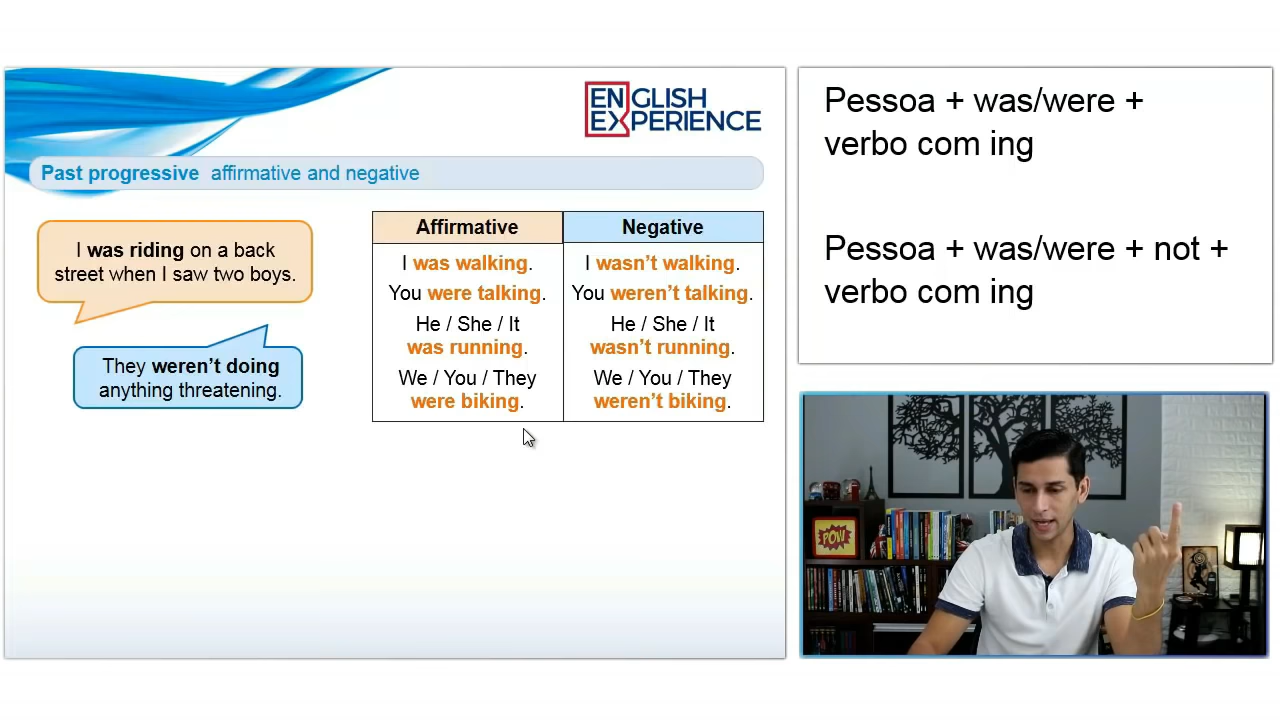 ENGLISH
EXPERIENCE
Past progressive affirmative and negative
I was riding on a back
street when I saw two boys.
They weren't doing
anything threatening.
Affirmative
I was walking.
You were talking.
He / She / It
was running.
We / You / They
were biking.
Negative
I wasn't walking.
You weren't talking.
He / She / It
wasn't running.
We / You / They
weren't biking.
Pessoa + was/were +
verbo com ing
Pessoa + was/were + not +
verbo com ing
POW